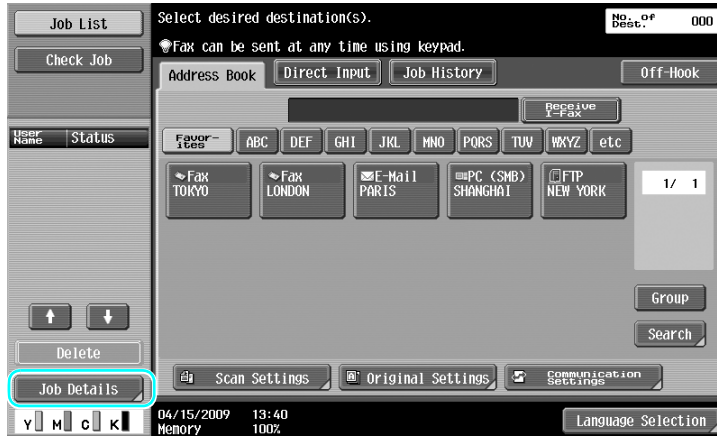 Job List
Check Job
User Name
Status
Delete
Job Details
Y M C K
Select desired destination(s).
No. of Dest. 000
Fax can be sent at any time using keypad.
Address Book
Direct Input
Job History
Off-Hook
Receive I-Fax
Favor-ites
ABC
DEF
GHI
JKL
MNO
PQRS
TUV
WXYZ
etc
Fax
TOKYO
Fax
LONDON
E-Mail
PARIS
PC (SMB)
SHANGHAI
FTP
NEW YORK
1/ 1
Group
Search
Scan Settings
Original Settings
Communication Settings
04/15/2009 13:40
Memory 100%
Language Selection